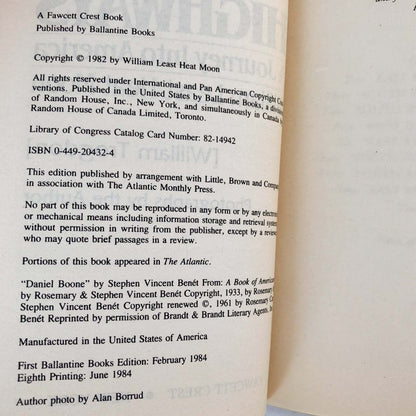 A Fawcett Crest Book
Published by Ballantine Books
Copyright © 1982 by William Least Heat Moon
All rights reserved under International and Pan American Copyright
ventions. Published in the United States by Ballantine Books, a
of Random House, Inc., New York, and simultaneously in Canada
Random House of Canada Limited, Toronto.
Library of Congress Catalog Card Number: 82-14942
ISBN 0-449-20432-4
This edition published by arrangement with Little, Brown and
in association with The Atlantic Monthly Press.
No part of this book may be reproduced in any form or by any
or mechanical means including information storage and retrieval
without permission in writing from the publisher, except by a
who may quote brief passages in a review.
Portions of this book appeared in The Atlantic.
"Daniel Boone" by Stephen Vincent Benét From: A Book of
by Rosemary & Stephen Vincent Benét Copyright, 1933, by
Stephen Vincent Benét Copyright renewed ©, 1961 by Rosemary
Benét Reprinted by permission of Brandt & Brandt Literary Agents,
Manufactured in the United States of America
First Ballantine Books Edition: February 1984
Eighth Printing: June 1984
Author photo by Alan Borrud